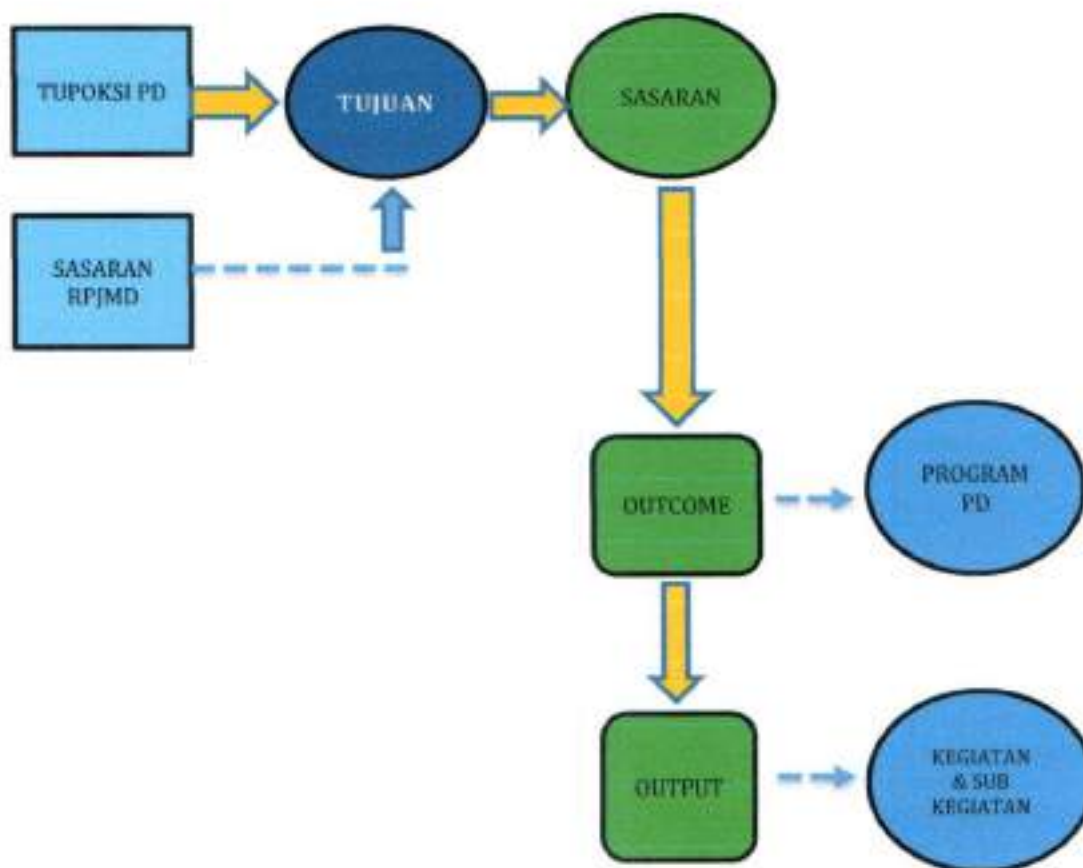 TUPOKSI PD
TUJUAN
SASARAN
SASARAN
RPJMD
OUTCOME
PROGRAM
PD
OUTPUT
KEGIATAN
& SUB
KEGIATAN